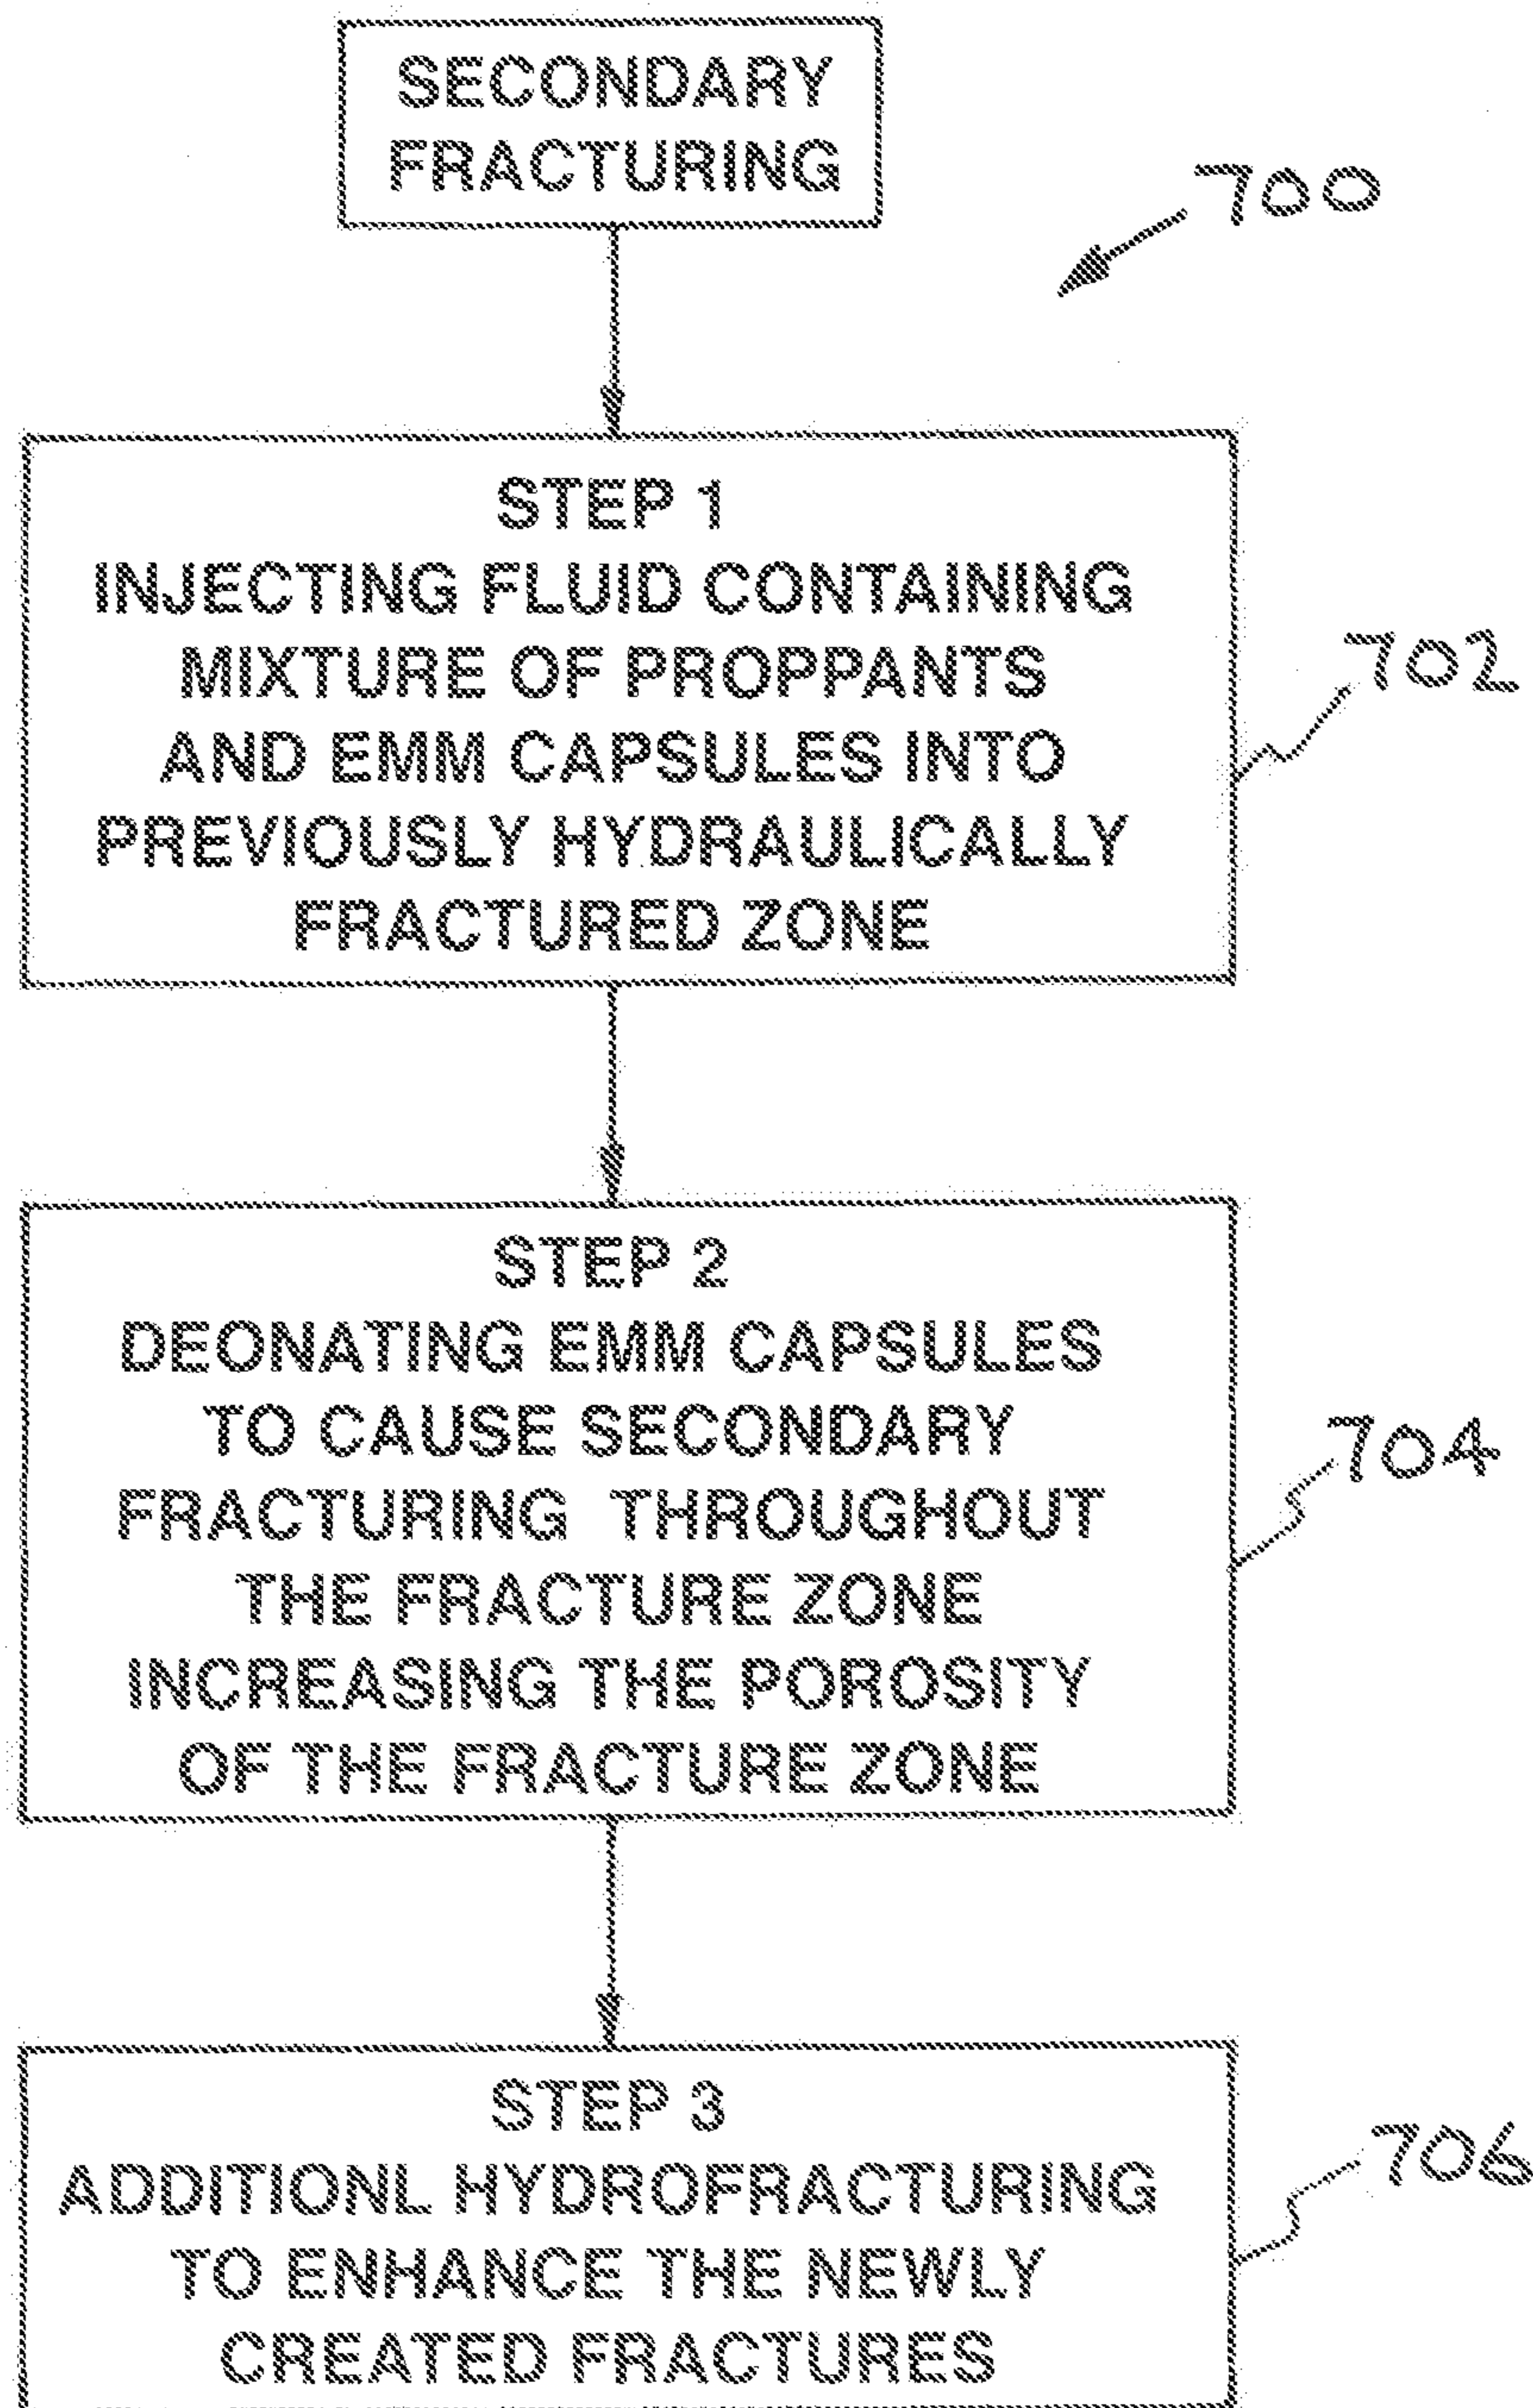 SECONDARY
FRACTURING
700
STEP 1
INJECTING FLUID CONTAINING
MIXTURE OF PROPPANTS
AND EMM CAPSULES INTO
PREVIOUSLY HYDRAULICALLY
FRACTURED ZONE
702
STEP 2
DEONATING EMM CAPSULES
TO CAUSE SECONDARY
FRACTURING THROUGHOUT
THE FRACTURE ZONE
INCREASING THE POROSITY
OF THE FRACTURE ZONE
704
STEP 3
ADDITIONL HYDROFRACTURING
TO ENHANCE THE NEWLY
CREATED FRACTURES
706